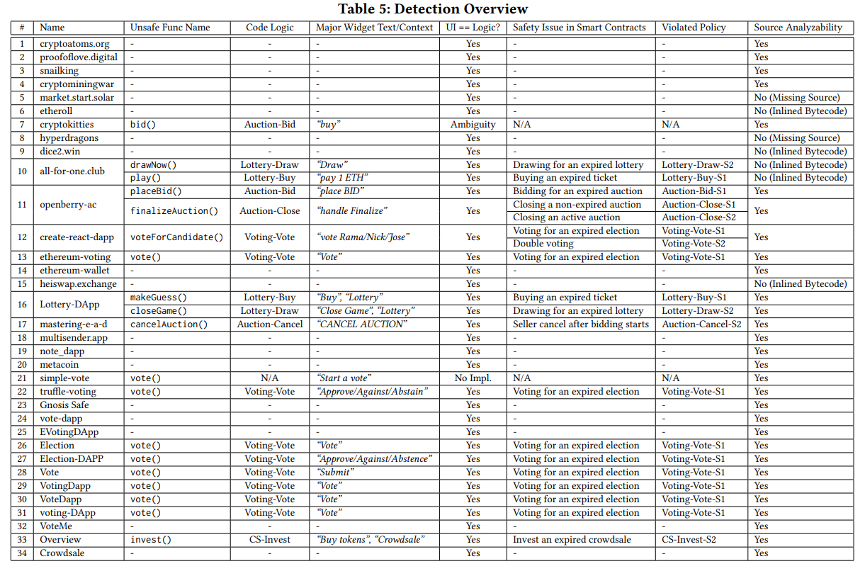 Table 5: Detection Overview
# Name Unsafe Func Name Code Logic Major Widget Text/Context UI == Logic? Safety Issue in Smart Contracts Violated Policy Source Analyzability
1 cryptoatoms.org - - - Yes - - Yes
2 proofoflove.digital - - - Yes - - Yes
3 snailking - - - Yes - - Yes
4 cryptominingwar - - - Yes - - Yes
5 market.start.solar - - - Yes - - No (Missing Source)
6 etheroll - - - Yes - - No (Inlined Bytecode)
7 cryptokitties bid() Auction-Bid "buy" Ambiguity N/A N/A Yes
8 hyperdragons - - - Yes - - No (Missing Source)
9 dice2.win - - - Yes - - No (Inlined Bytecode)
10 all-for-one.club drawNow() Lottery-Draw "Draw" Yes Drawing for an expired lottery Lottery-Draw-S2 No (Inlined Bytecode)
play() Lottery-Buy "pay 1 ETH" Yes Buying an expired ticket Lottery-Buy-S1 No (Inlined Bytecode)
11 openberry-ac placeBid() Auction-Bid "place BID" Yes Bidding for an expired auction Auction-Bid-S1 Yes
finalizeAuction() Auction-Close "handle Finalize" Yes Closing a non-expired auction Auction-Close-S1 Yes
Closing an active auction Auction-Close-S2
12 create-react-dapp voteForCandidate() Voting-Vote "vote Rama/Nick/Jose" Yes Voting for an expired election Voting-Vote-S1 Yes
Double voting Voting-Vote-S2
13 ethereum-voting vote() Voting-Vote "Vote" Yes Voting for an expired election Voting-Vote-S1 Yes
14 ethereum-wallet - - - Yes - - Yes
15 heiswap.exchange - - - Yes - - No (Inlined Bytecode)
16 Lottery-DApp makeGuess() Lottery-Buy "Buy", "Lottery" Yes Buying an expired ticket Lottery-Buy-S1 Yes
closeGame() Lottery-Draw "Close Game", "Lottery" Yes Drawing for an expired lottery Lottery-Draw-S2 Yes
17 mastering-e-a-d cancelAuction() Auction-Cancel "CANCEL AUCTION" Yes Seller cancel after bidding starts Auction-Cancel-S2 Yes
18 multisender.app - - - Yes - - Yes
19 note_dapp - - - Yes - - Yes
20 metacoin - - - Yes - - Yes
21 simple-vote vote() N/A "Start a vote" No Impl. N/A N/A Yes
22 truffle-voting vote() Voting-Vote "Approve/Against/Abstain" Yes Voting for an expired election Voting-Vote-S1 Yes
23 Gnosis Safe - - - Yes - - Yes
24 vote-dapp - - - Yes - - Yes
25 EVotingDApp - - - Yes - - Yes
26 Election vote() Voting-Vote "Vote" Yes Voting for an expired election Voting-Vote-S1 Yes
27 Election-DAPP vote() Voting-Vote "Approve/Against/Abstence" Yes Voting for an expired election Voting-Vote-S1 Yes
28 Vote vote() Voting-Vote "Submit" Yes Voting for an expired election Voting-Vote-S1 Yes
29 VotingDapp vote() Voting-Vote "Vote" Yes Voting for an expired election Voting-Vote-S1 Yes
30 VoteDapp vote() Voting-Vote "Vote" Yes Voting for an expired election Voting-Vote-S1 Yes
31 voting-DApp vote() Voting-Vote "Vote" Yes Voting for an expired election Voting-Vote-S1 Yes
32 VoteMe - - - Yes - - Yes
33 Overview invest() CS-Invest "Buy tokens", "Crowdsale" Yes Invest an expired crowdsale CS-Invest-S2 Yes
34 Crowdsale - - - Yes - - Yes